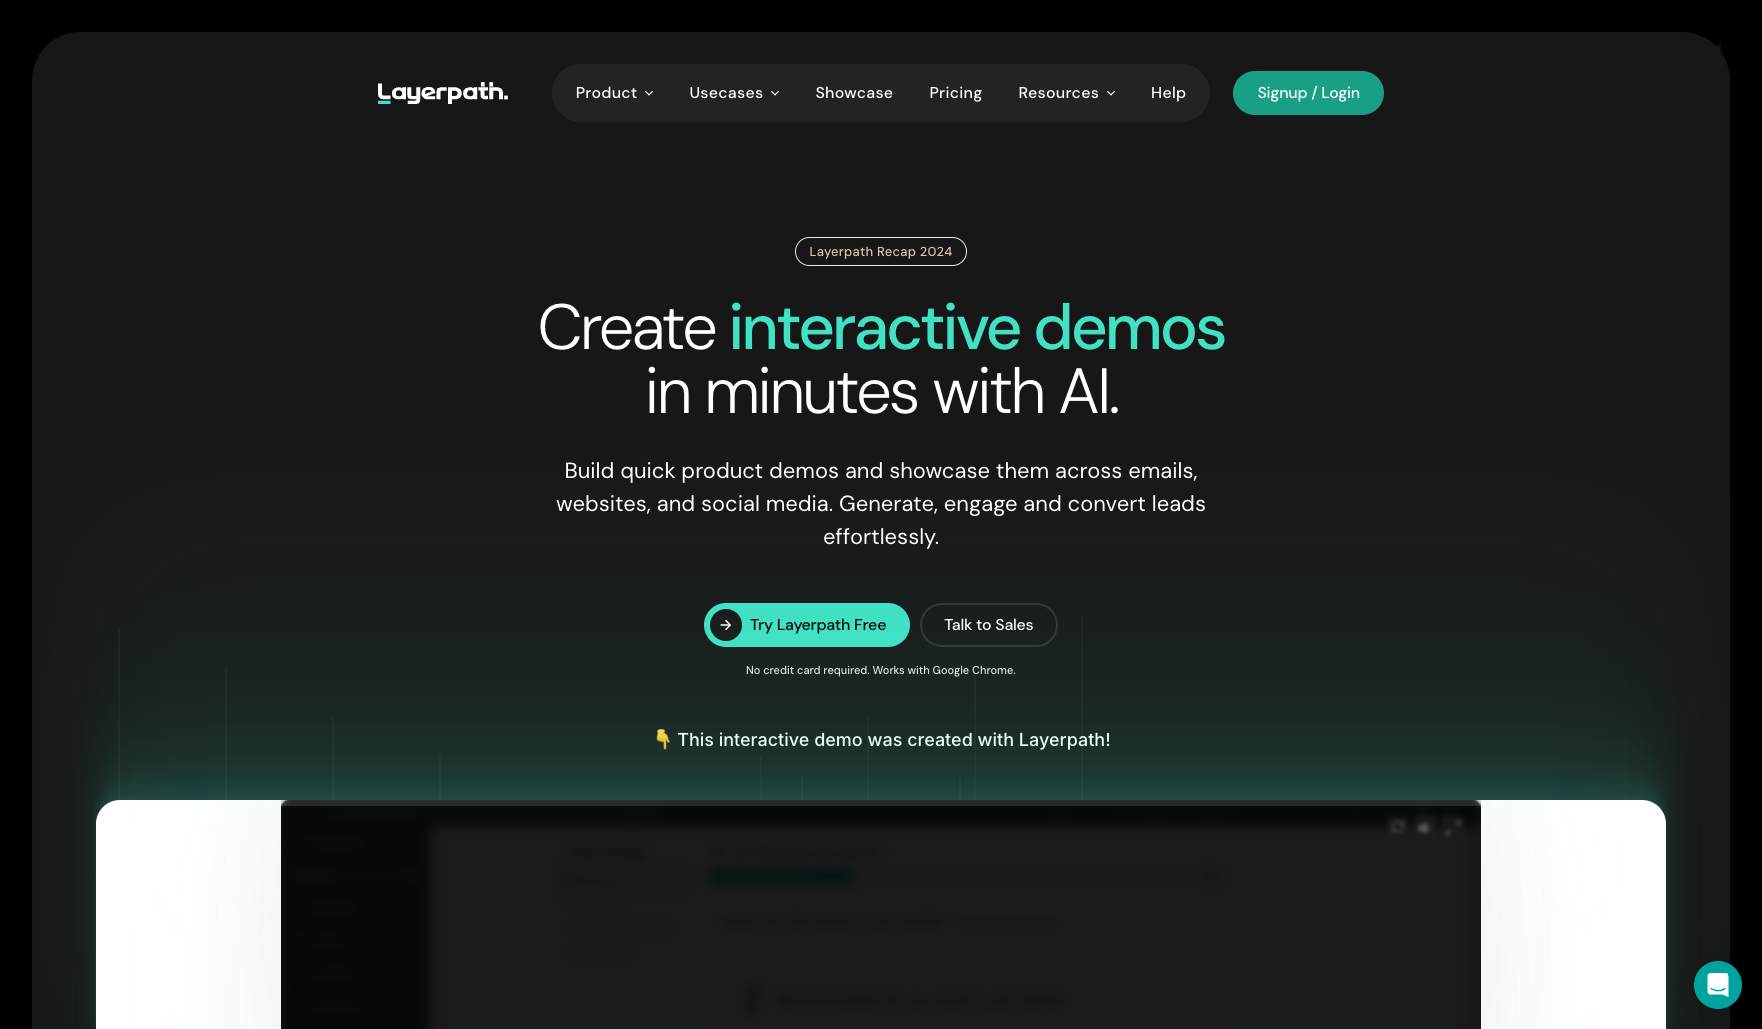 Layerpath.
Product
Usecases
Showcase
Pricing
Resources
Help
Signup / Login
Layerpath Recap 2024
Create interactive demos
in minutes with AI.
Build quick product demos and showcase them across emails,
websites, and social media. Generate, engage and convert leads
effortlessly.
Try Layerpath Free
Talk to Sales
No credit card required. Works with Google Chrome.
👇 This interactive demo was created with Layerpath!